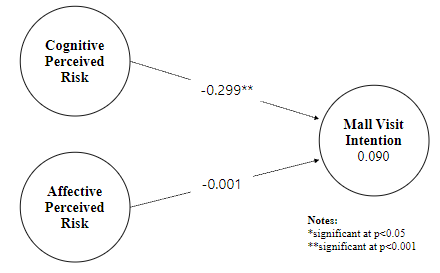 Cognitive
Perceived
Risk
-0.299**
Mall Visit
Intention
0.090
-0.001
Affective
Perceived
Risk
Notes:
*significant at p<0.05
**significant at p<0.001